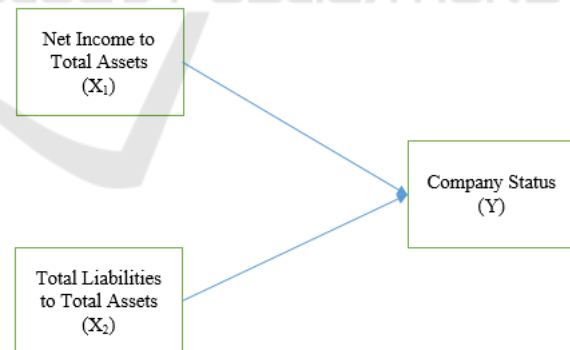 Net Income to
Total Assets
(X₁)
Company Status
(Y)
Total Liabilities
to Total Assets
(X₂)